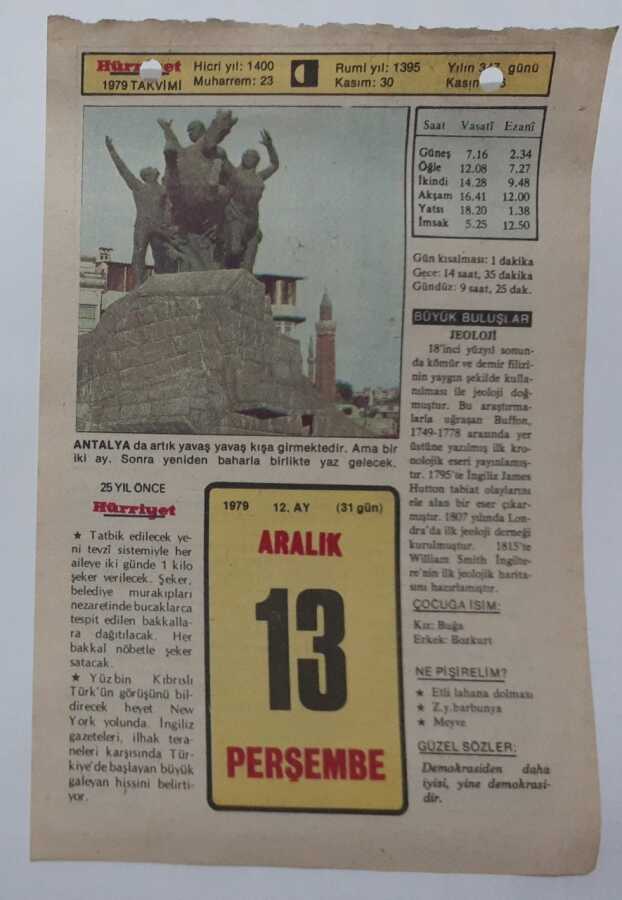 Hürriyet
1979 TAKVİMİ
Hicri yıl: 1400
Muharrem: 23
Rumi yıl: 1395
Kasım: 30
Yılın 347. günü
Kasım
Saat Vasatî Ezanî
Güneş 7.16 2.34
Öğle 12.08 7.27
İkindi 14.28 9.48
Akşam 16.41 12.00
Yatsı 18.20 1.38
İmsak 5.25 12.50
Gün kısalması: 1 dakika
Gece: 14 saat, 35 dakika
Gündüz: 9 saat, 25 dak.
ANTALYA da artık yavaş yavaş kışa girmektedir. Ama bir
iki ay. Sonra yeniden baharla birlikte yaz gelecek.
25 YIL ÖNCE
Hürriyet
★ Tatbik edilecek ye-
ni tevzî sistemiyle her
aileye iki günde 1 kilo
şeker verilecek. Şeker,
belediye murakıpları
nezaretinde bucaklarca
tespit edilen bakkalla-
ra dağıtılacak. Her
bakkal nöbetle şeker
satacak.
★ Yüzbin Kıbrıslı
Türk'ün görüşünü bil-
direcek heyet New
York yolunda. İngiliz
gazeteleri, ilhak tera-
neleri karşısında Tür-
kiye'de başlayan büyük
galeyan hissini belirti-
yor.
1979 12. AY (31 gün)
ARALIK
13
PERŞEMBE
BÜYÜK BULUŞLAR
JEOLOJİ
18'inci yüzyıl sonun-
da kömür ve demir filizi-
nin yaygın şekilde kulla-
nılması ile jeoloji doğ-
muştur. Bu araştırma-
larla uğraşan Buffon,
1749-1778 arasında yer
üstüne yazılmış ilk kro-
nolojik eseri yayınlamış-
tır. 1795'te İngiliz James
Hutton tabiat olaylarını
ele alan bir eser çıkar-
mıştır. 1807 yılında Lon-
dra'da ilk jeoloji derneği
kurulmuştur. 1815'te
William Smith İngilte-
re'nin ilk jeolojik harita-
sını hazırlamıştır.
ÇOCUĞA İSİM:
Kız: Buğa
Erkek: Bozkurt
NE PİŞİRELİM?
★ Etli lahana dolması
★ Z.y.barbunya
★ Meyve
GÜZEL SÖZLER:
Demokrasiden daha
iyisi, yine demokrasi-
dir.